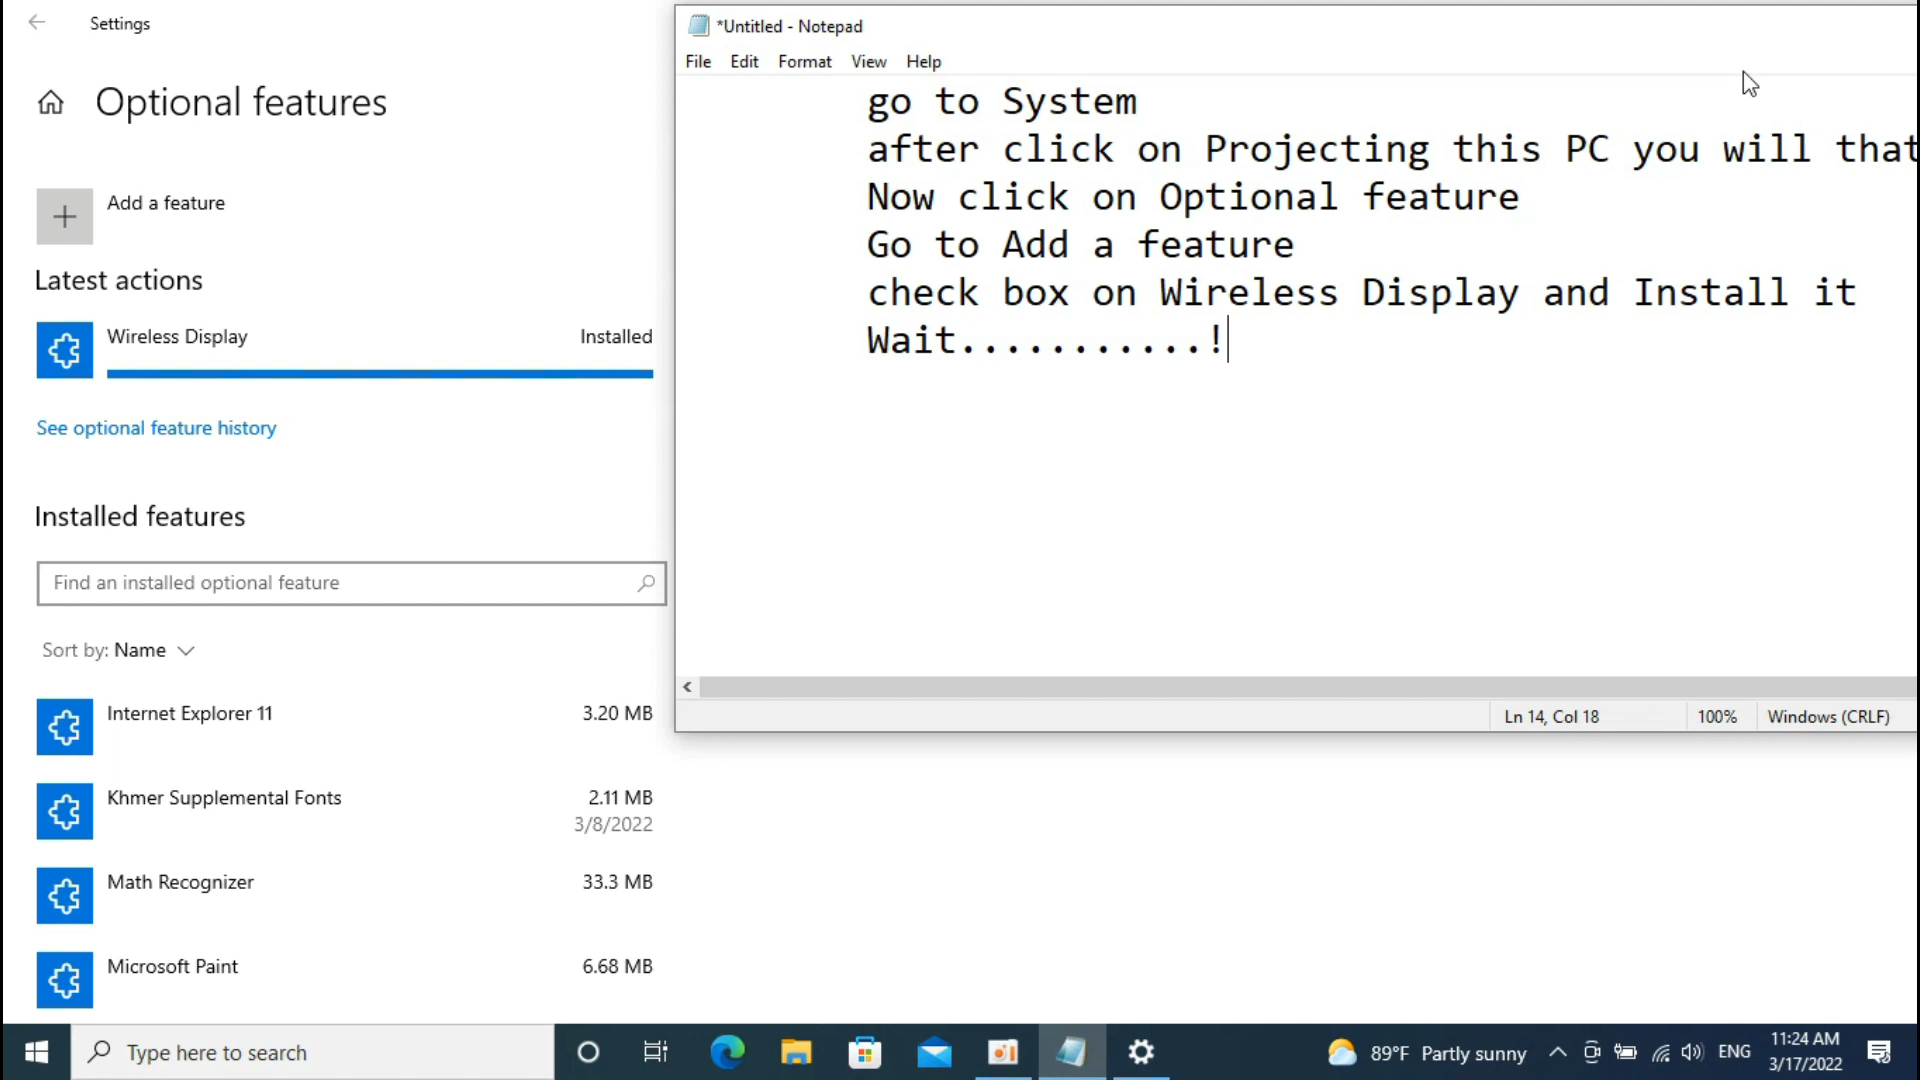 Settings
Optional features
Add a feature
Latest actions
Wireless Display Installed
See optional feature history
Installed features
Find an installed optional feature
Sort by: Name
Internet Explorer 11 3.20 MB
Khmer Supplemental Fonts 2.11 MB
3/8/2022
Math Recognizer 33.3 MB
Microsoft Paint 6.68 MB
*Untitled - Notepad
File Edit Format View Help
go to System
after click on Projecting this PC you will that
Now click on Optional feature
Go to Add a feature
check box on Wireless Display and Install it
Wait...........!
Ln 14, Col 18 100% Windows (CRLF)
Type here to search
89°F Partly sunny
ENG
11:24 AM
3/17/2022